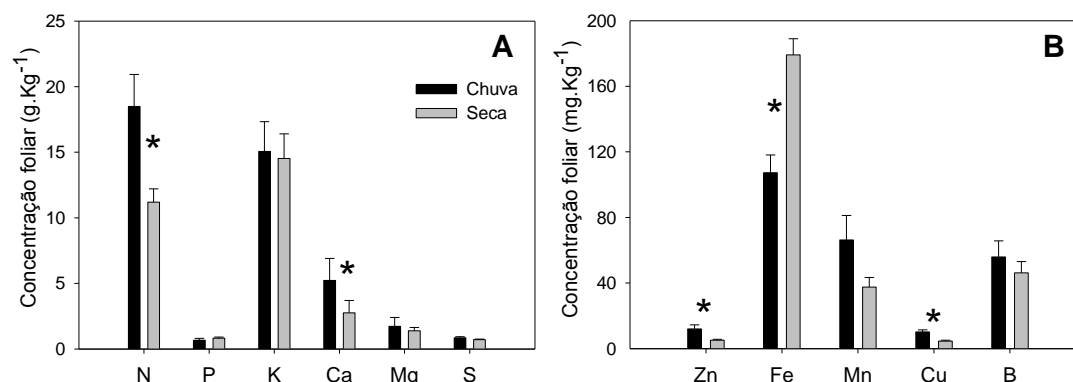 Concentração foliar (g.Kg⁻¹)
25
20
15
10
5
0
A
Chuva
Seca
*
*
N P K Ca Mg S
Concentração foliar (mg.Kg⁻¹)
200
160
120
80
40
0
B
*
*
*
Zn Fe Mn Cu B